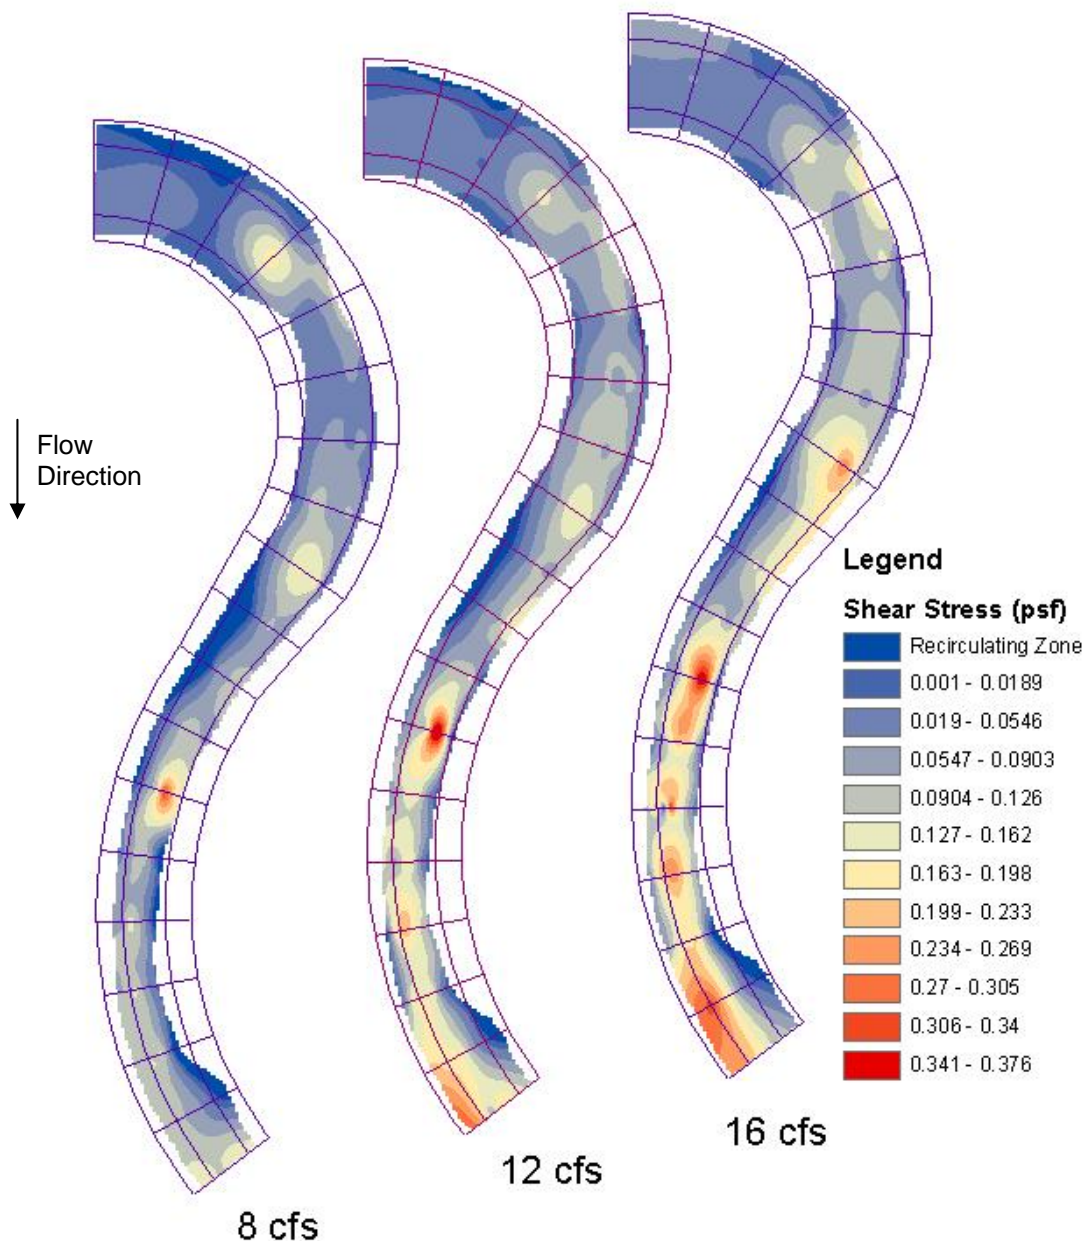 Flow
Direction
Legend
Shear Stress (psf)
Recirculating Zone
0.001 - 0.0189
0.019 - 0.0546
0.0547 - 0.0903
0.0904 - 0.126
0.127 - 0.162
0.163 - 0.198
0.199 - 0.233
0.234 - 0.269
0.27 - 0.305
0.306 - 0.34
0.341 - 0.376
16 cfs
12 cfs
8 cfs